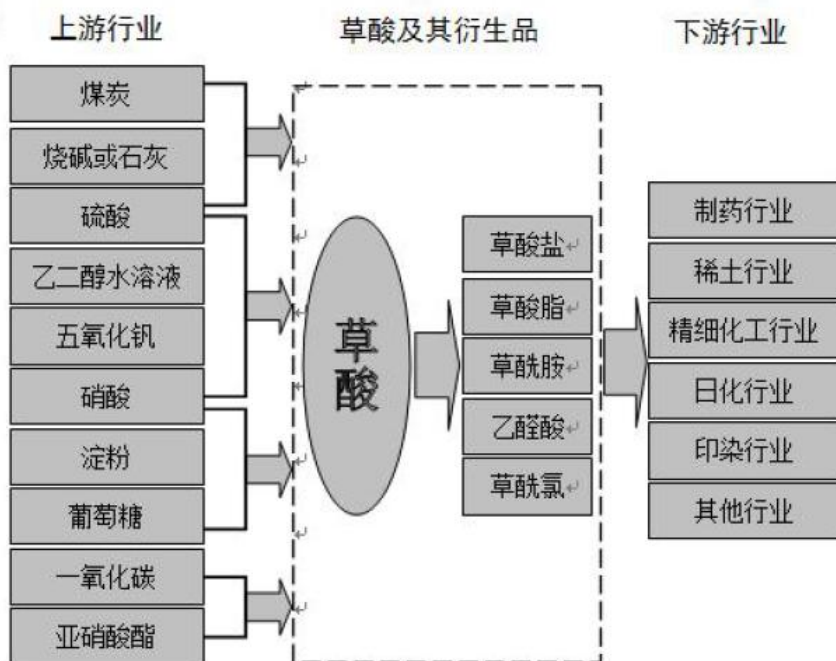 上游行业
草酸及其衍生品
下游行业
煤炭
烧碱或石灰
硫酸
乙二醇水溶液
五氧化钒
硝酸
淀粉
葡萄糖
一氧化碳
亚硝酸酯
草酸
草酸盐
草酸脂
草酰胺
乙醛酸
草酰氯
制药行业
稀土行业
精细化工行业
日化行业
印染行业
其他行业